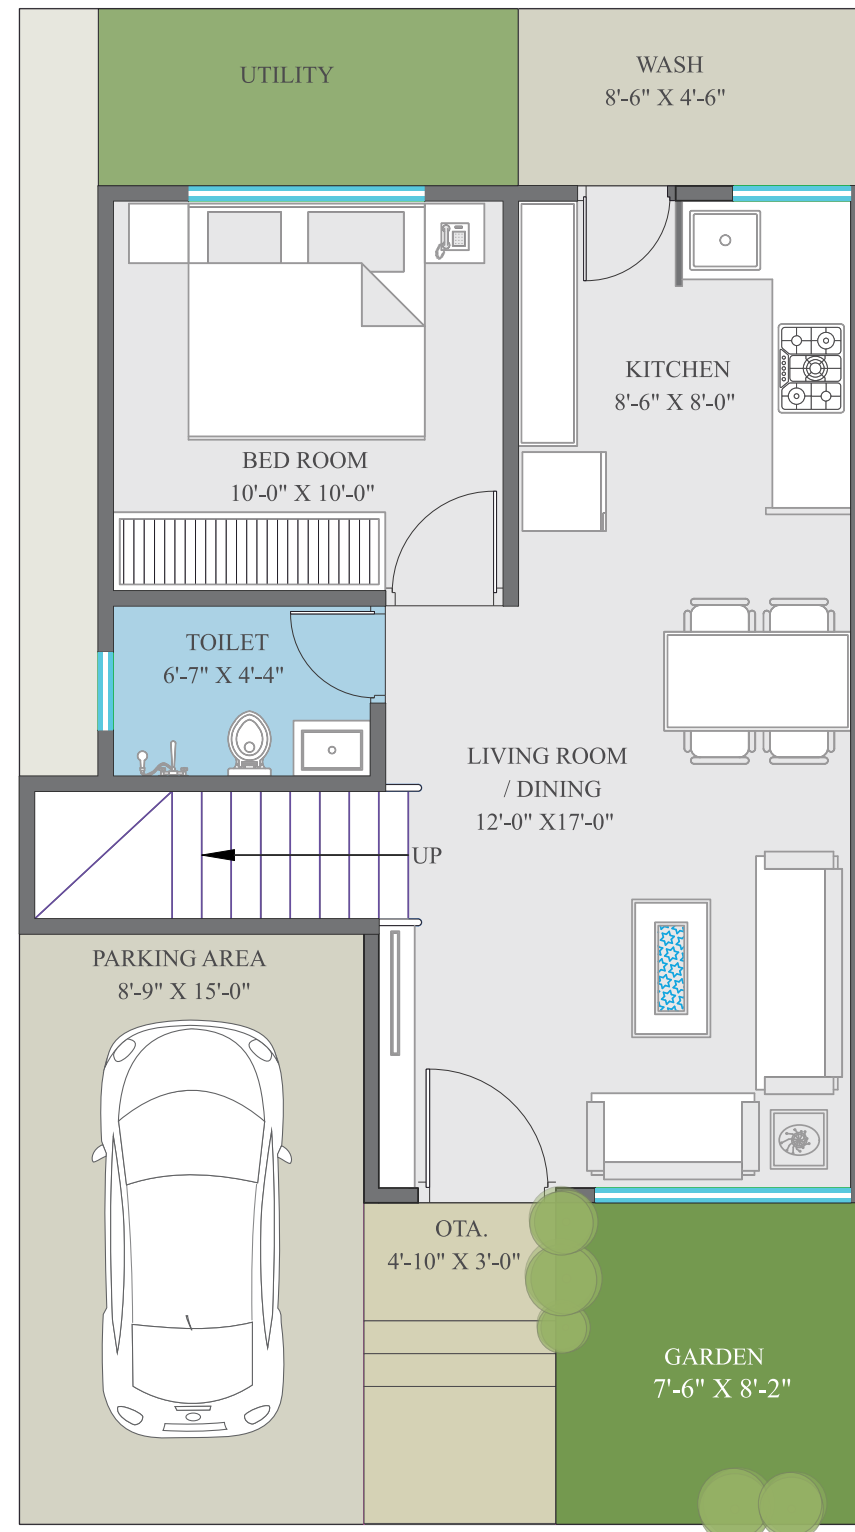 UTILITY
WASH
8'-6" X 4'-6"
KITCHEN
8'-6" X 8'-0"
BED ROOM
10'-0" X 10'-0"
TOILET
6'-7" X 4'-4"
LIVING ROOM
/ DINING
12'-0" X17'-0"
UP
PARKING AREA
8'-9" X 15'-0"
OTA.
4'-10" X 3'-0"
GARDEN
7'-6" X 8'-2"